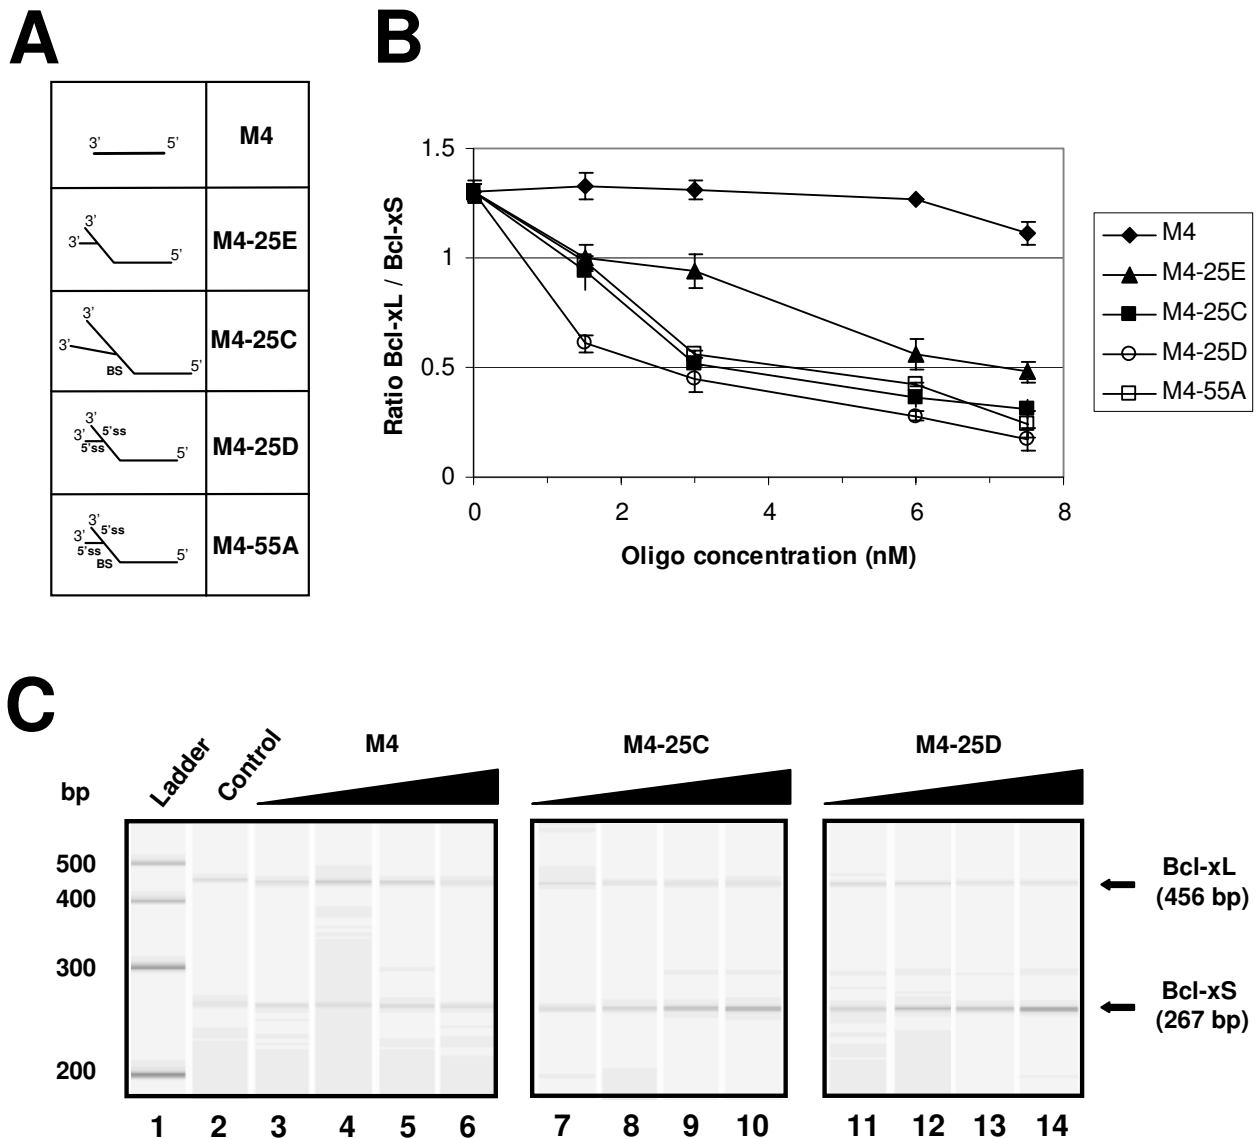 A
3' 5'
M4
3'
3'
5'
M4-25E
3'
3'
5'
BS
M4-25C
3'
5'ss
3'
5'ss
5'
M4-25D
3'
5'ss
3'
5'ss
5'
BS
M4-55A
B
Ratio Bcl-xL / Bcl-xS
1.5
1
0.5
0
0 2 4 6 8
Oligo concentration (nM)
M4
M4-25E
M4-25C
M4-25D
M4-55A
C
bp
Ladder
Control
M4
M4-25C
M4-25D
500
400
300
200
Bcl-xL
(456 bp)
Bcl-xS
(267 bp)
1 2 3 4 5 6 7 8 9 10 11 12 13 14